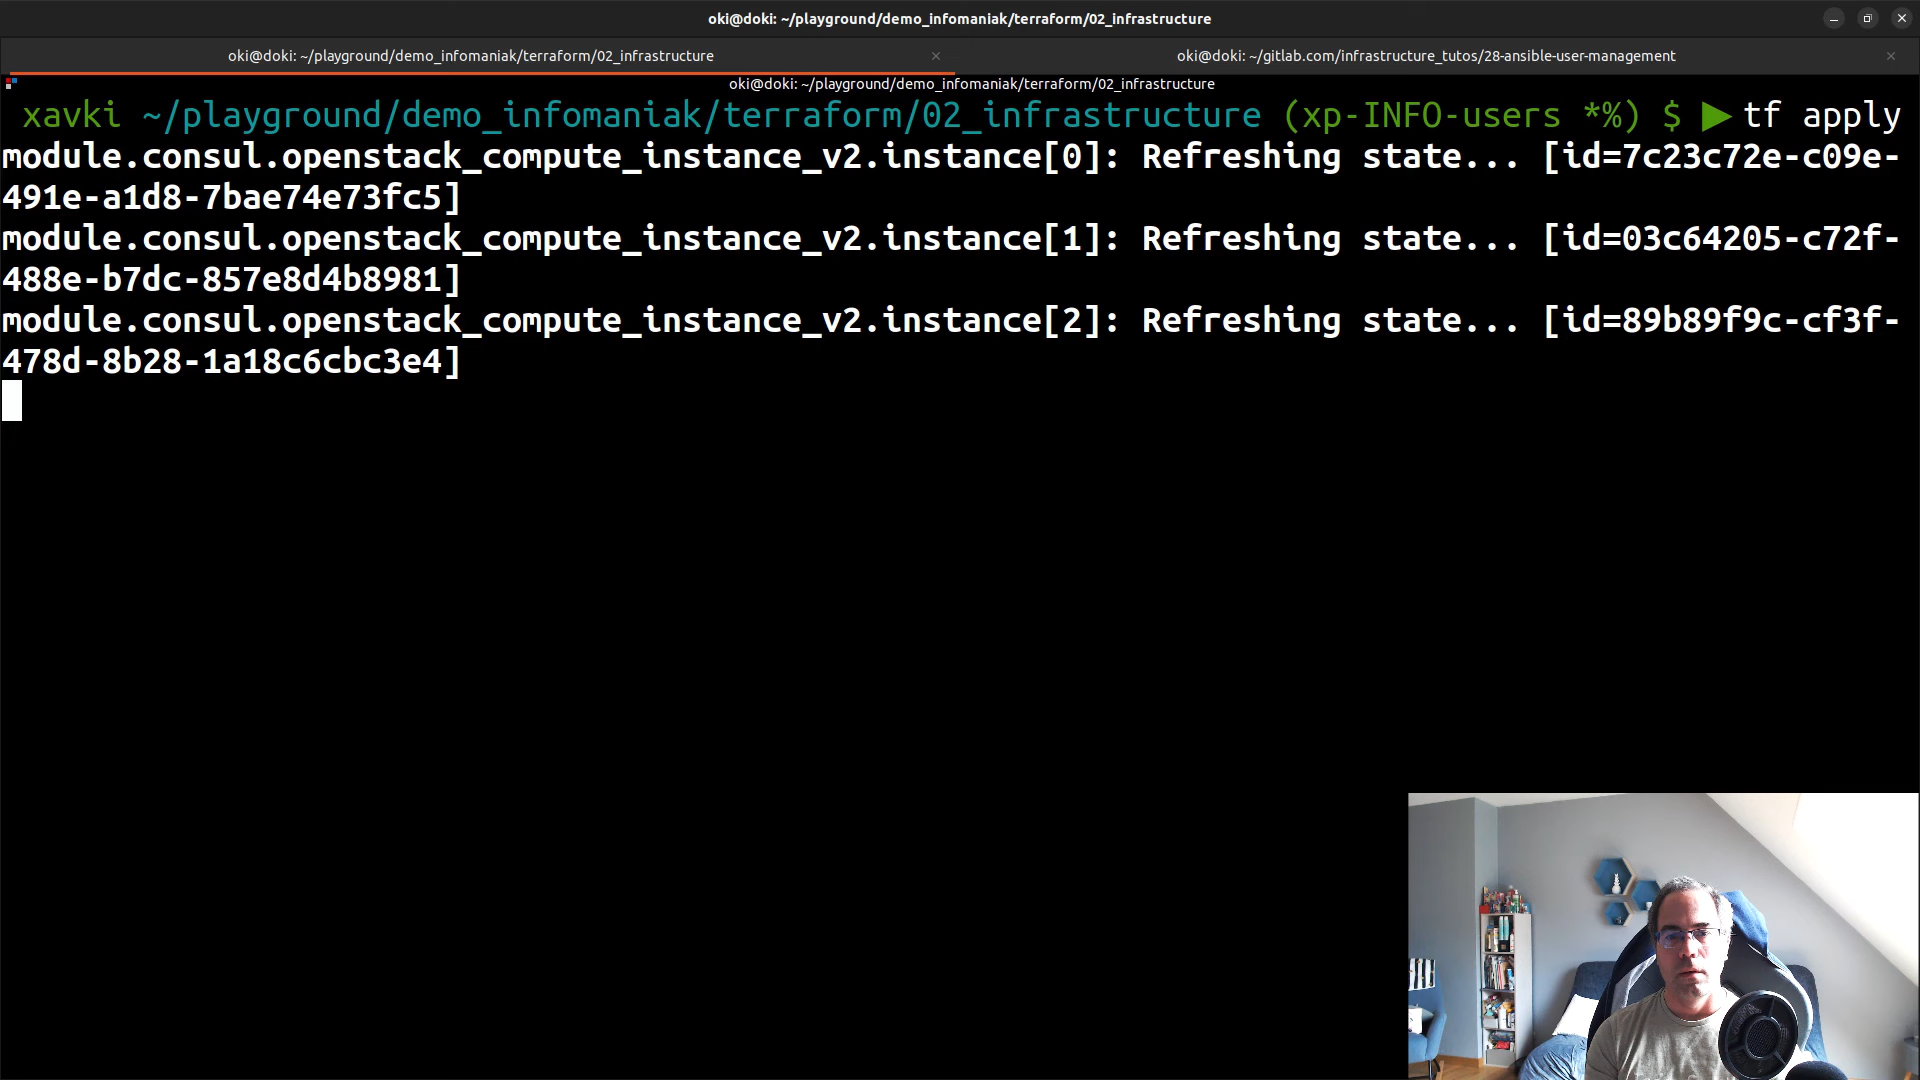 oki@doki: ~/playground/demo_infomaniak/terraform/02_infrastructure
oki@doki: ~/playground/demo_infomaniak/terraform/02_infrastructure
oki@doki: ~/gitlab.com/infrastructure_tutos/28-ansible-user-management
oki@doki: ~/playground/demo_infomaniak/terraform/02_infrastructure
xavki ~/playground/demo_infomaniak/terraform/02_infrastructure (xp-INFO-users *%) $ ▶tf apply
module.consul.openstack_compute_instance_v2.instance[0]: Refreshing state... [id=7c23c72e-c09e-
491e-a1d8-7bae74e73fc5]
module.consul.openstack_compute_instance_v2.instance[1]: Refreshing state... [id=03c64205-c72f-
488e-b7dc-857e8d4b8981]
module.consul.openstack_compute_instance_v2.instance[2]: Refreshing state... [id=89b89f9c-cf3f-
478d-8b28-1a18c6cbc3e4]